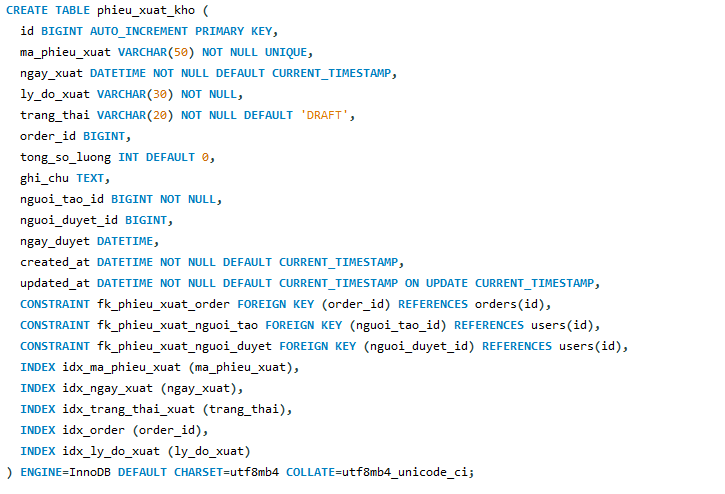 CREATE TABLE phieu_xuat_kho (
  id BIGINT AUTO_INCREMENT PRIMARY KEY,
  ma_phieu_xuat VARCHAR(50) NOT NULL UNIQUE,
  ngay_xuat DATETIME NOT NULL DEFAULT CURRENT_TIMESTAMP,
  ly_do_xuat VARCHAR(30) NOT NULL,
  trang_thai VARCHAR(20) NOT NULL DEFAULT 'DRAFT',
  order_id BIGINT,
  tong_so_luong INT DEFAULT 0,
  ghi_chu TEXT,
  nguoi_tao_id BIGINT NOT NULL,
  nguoi_duyet_id BIGINT,
  ngay_duyet DATETIME,
  created_at DATETIME NOT NULL DEFAULT CURRENT_TIMESTAMP,
  updated_at DATETIME NOT NULL DEFAULT CURRENT_TIMESTAMP ON UPDATE CURRENT_TIMESTAMP,
  CONSTRAINT fk_phieu_xuat_order FOREIGN KEY (order_id) REFERENCES orders(id),
  CONSTRAINT fk_phieu_xuat_nguoi_tao FOREIGN KEY (nguoi_tao_id) REFERENCES users(id),
  CONSTRAINT fk_phieu_xuat_nguoi_duyet FOREIGN KEY (nguoi_duyet_id) REFERENCES users(id),
  INDEX idx_ma_phieu_xuat (ma_phieu_xuat),
  INDEX idx_ngay_xuat (ngay_xuat),
  INDEX idx_trang_thai_xuat (trang_thai),
  INDEX idx_order (order_id),
  INDEX idx_ly_do_xuat (ly_do_xuat)
) ENGINE=InnoDB DEFAULT CHARSET=utf8mb4 COLLATE=utf8mb4_unicode_ci;